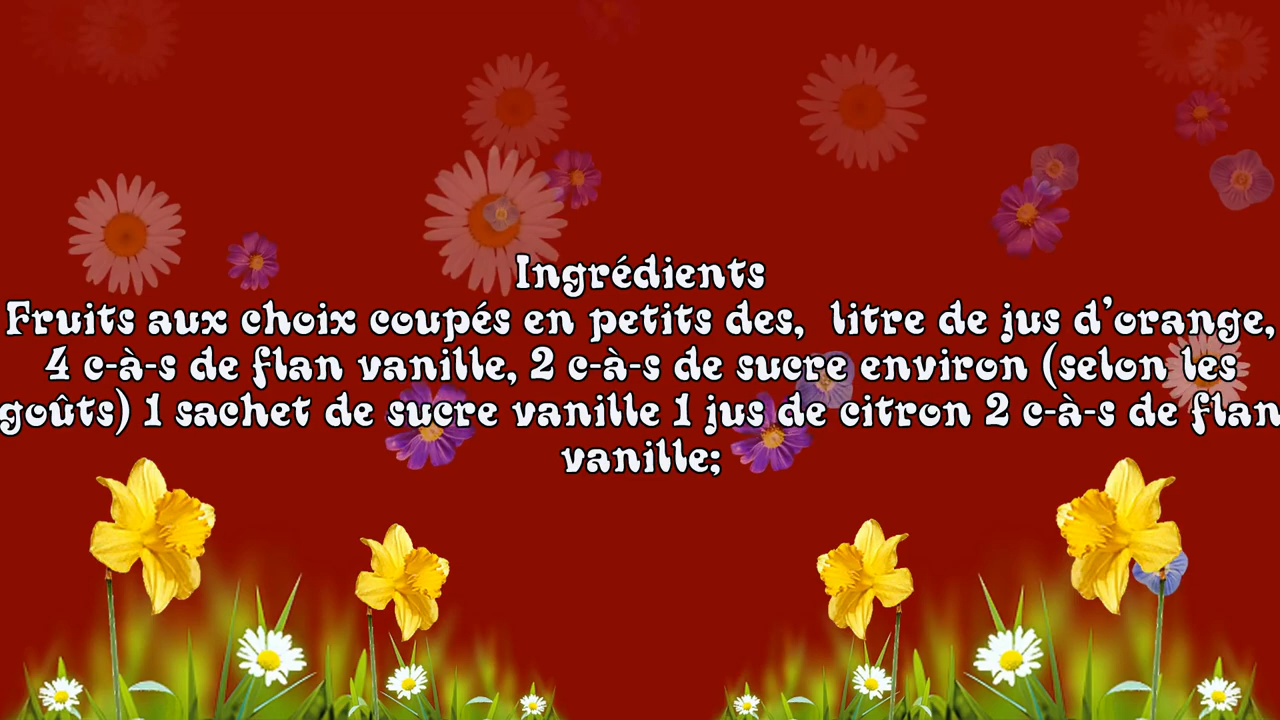 Ingrédients
Fruits aux choix coupés en petits des,  litre de jus d'orange,
4 c-à-s de flan vanille, 2 c-à-s de sucre environ (selon les
goûts) 1 sachet de sucre vanille 1 jus de citron 2 c-à-s de flan
vanille;